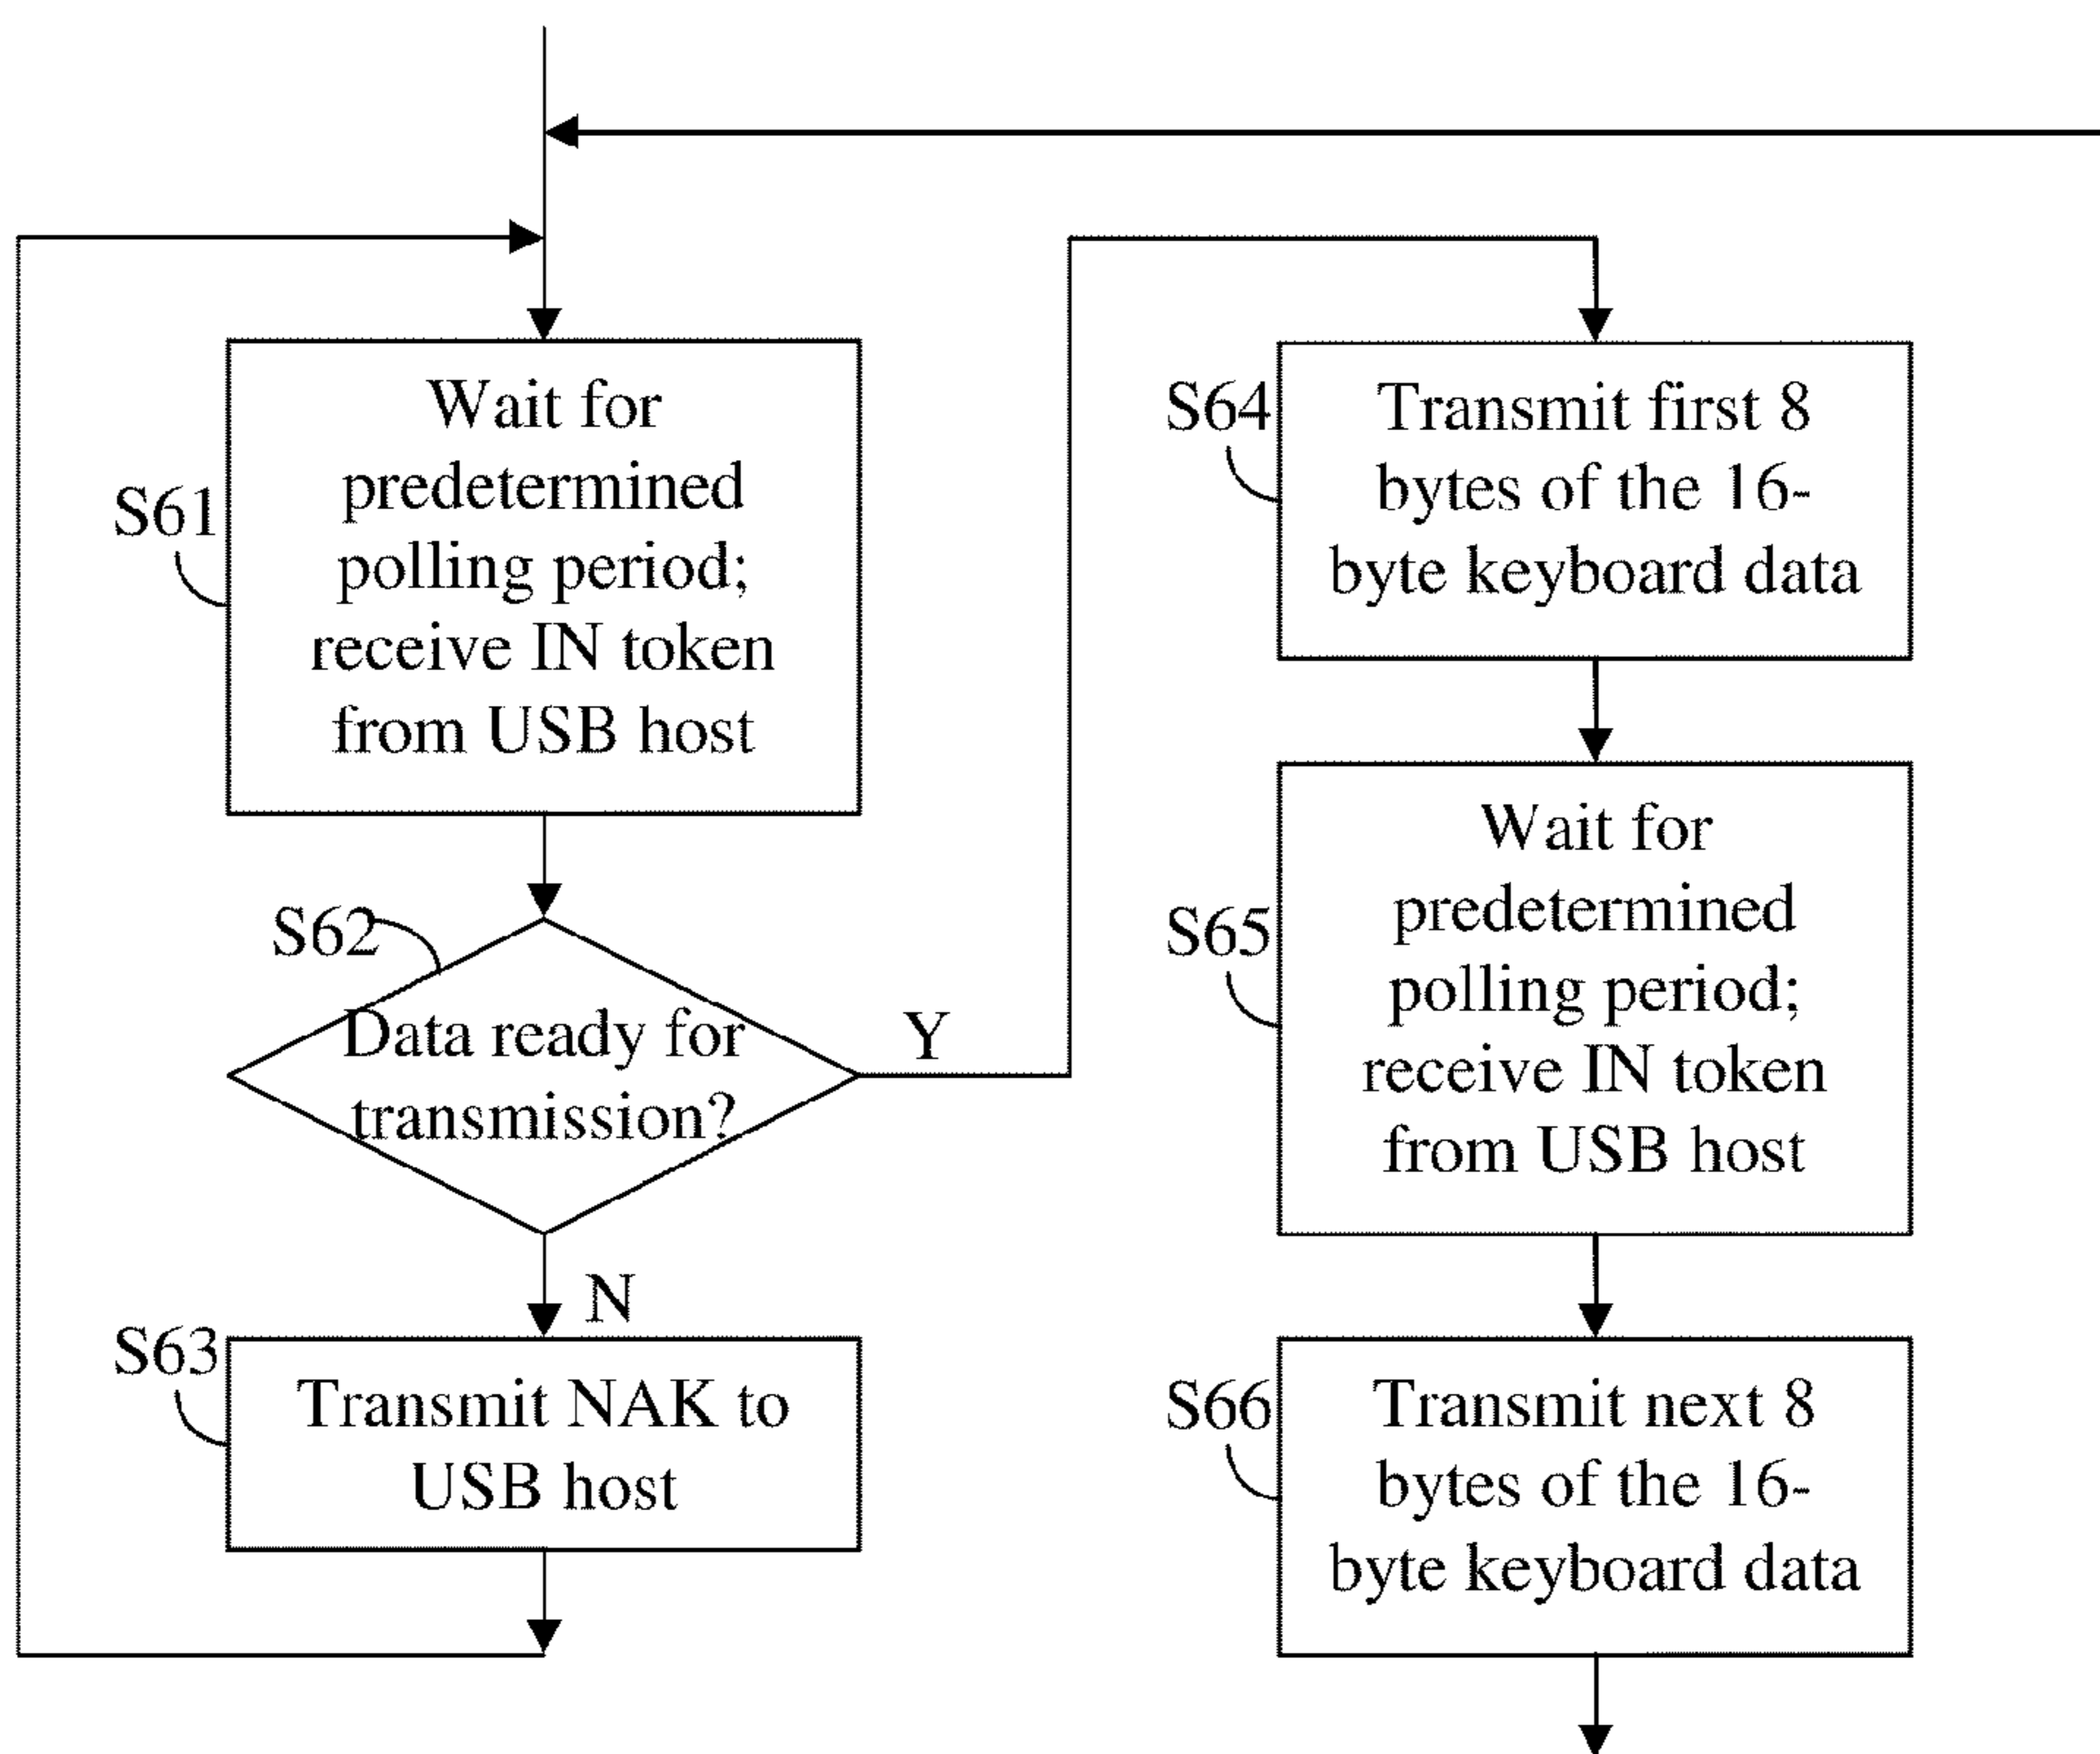 S61
Wait for
predetermined
polling period;
receive IN token
from USB host
S62
Data ready for
transmission?
Y
N
S63
Transmit NAK to
USB host
S64
Transmit first 8
bytes of the 16-
byte keyboard data
S65
Wait for
predetermined
polling period;
receive IN token
from USB host
S66
Transmit next 8
bytes of the 16-
byte keyboard data